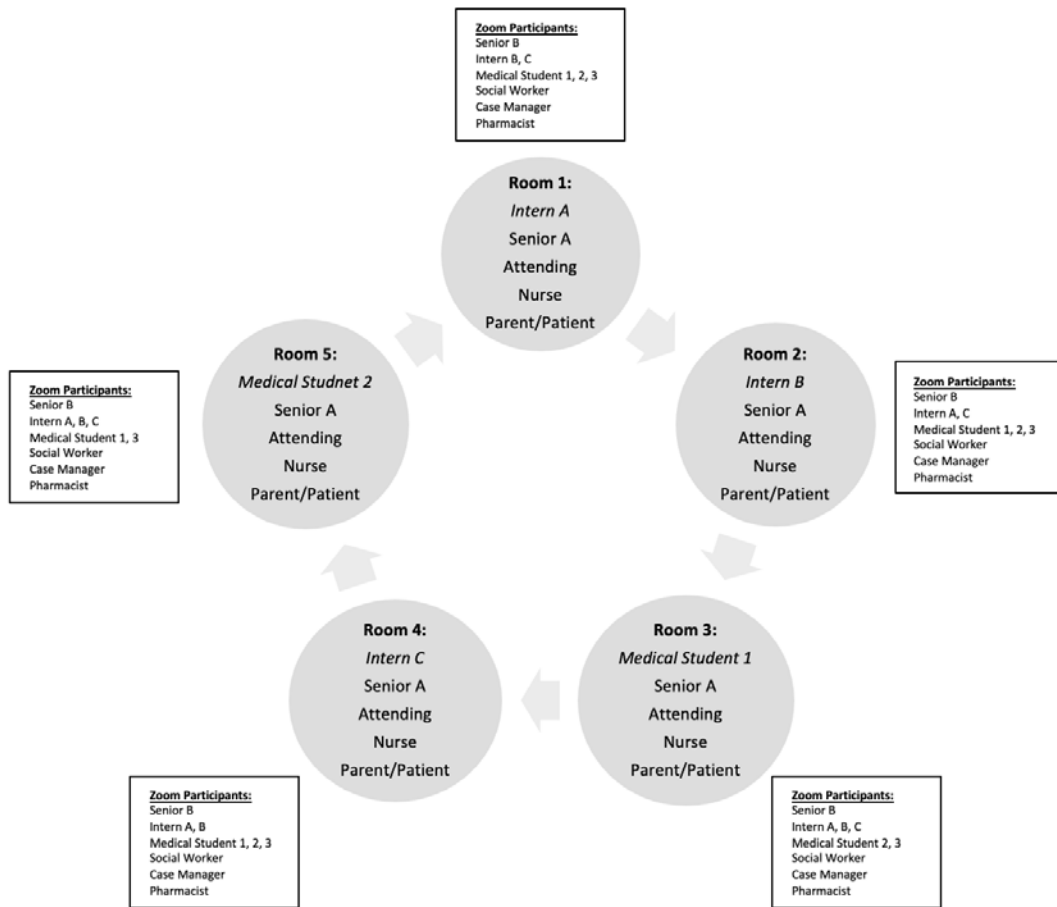 Zoom Participants:
Senior B
Intern B, C
Medical Student 1, 2, 3
Social Worker
Case Manager
Pharmacist
Room 1:
Intern A
Senior A
Attending
Nurse
Parent/Patient
Room 2:
Intern B
Senior A
Attending
Nurse
Parent/Patient
Zoom Participants:
Senior B
Intern A, C
Medical Student 1, 2, 3
Social Worker
Case Manager
Pharmacist
Room 3:
Medical Student 1
Senior A
Attending
Nurse
Parent/Patient
Zoom Participants:
Senior B
Intern A, B, C
Medical Student 2, 3
Social Worker
Case Manager
Pharmacist
Room 4:
Intern C
Senior A
Attending
Nurse
Parent/Patient
Zoom Participants:
Senior B
Intern A, B
Medical Student 1, 2, 3
Social Worker
Case Manager
Pharmacist
Room 5:
Medical Studnet 2
Senior A
Attending
Nurse
Parent/Patient
Zoom Participants:
Senior B
Intern A, B, C
Medical Student 1, 3
Social Worker
Case Manager
Pharmacist